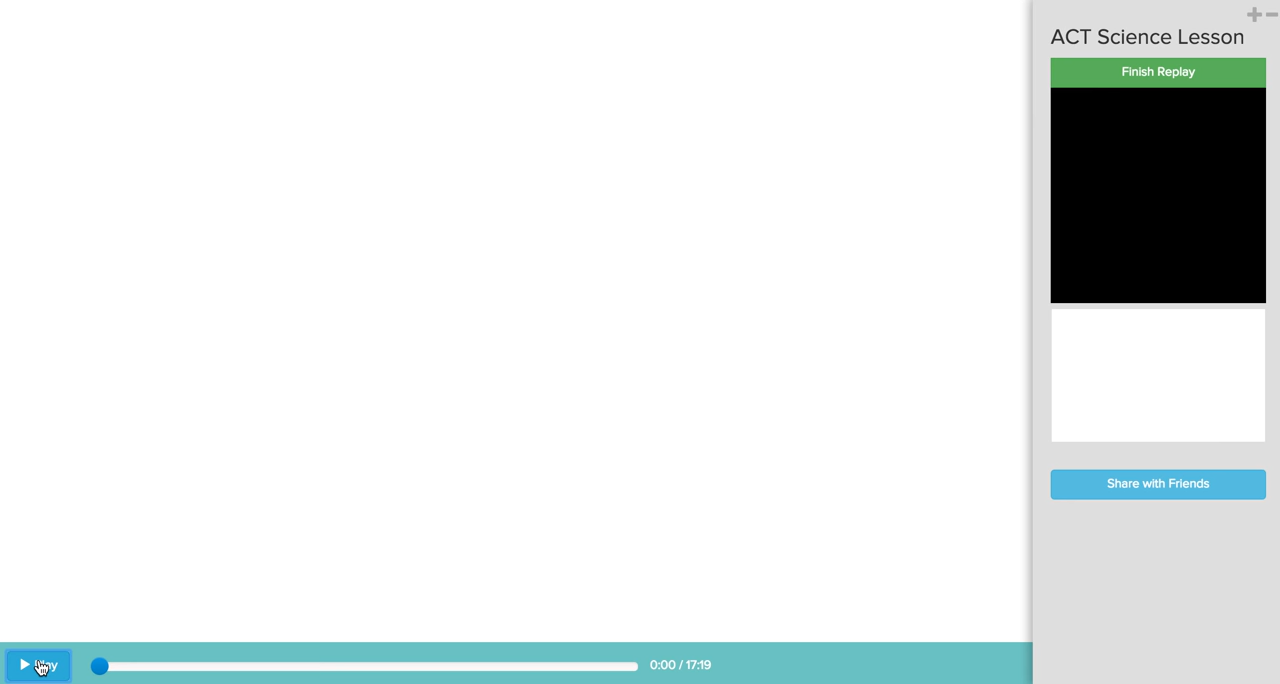 ACT Science Lesson
Finish Replay
Share with Friends
0:00 / 17:19